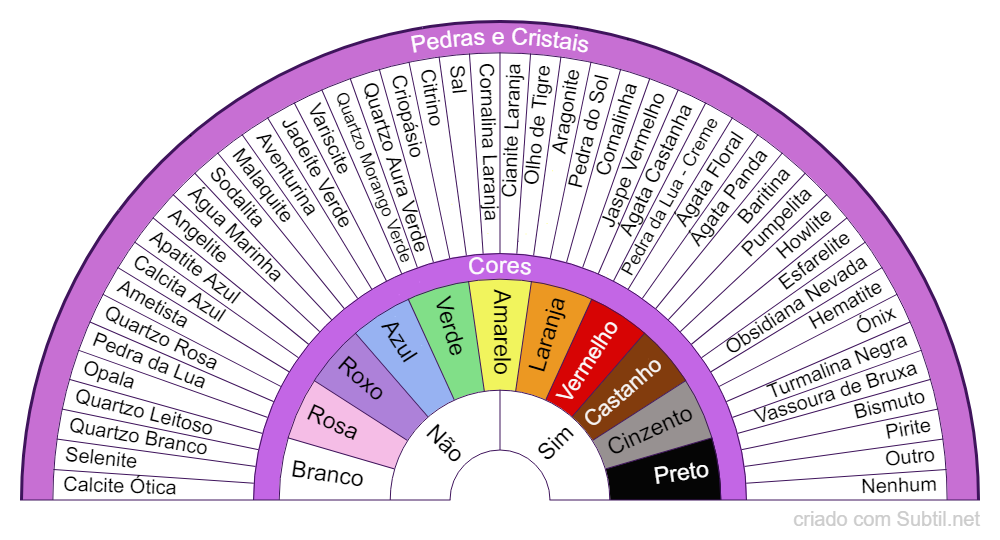 Pedras e Cristais
Calcite Ótica
Selenite
Quartzo Branco
Quartzo Leitoso
Opala
Pedra da Lua
Quartzo Rosa
Ametista
Calcita Azul
Apatite Azul
Angelite
Água Marinha
Sodalita
Malaquite
Aventurina
Jadeite Verde
Variscite
Quartzo Morango Verde
Quartzo Aura Verde
Criopásio
Citrino
Sal
Cornalina Laranja
Cianite Laranja
Olho de Tigre
Aragonite
Pedra do Sol
Cornalinha
Jaspe Vermelho
Ágata Castanha
Pedra da Lua - Creme
Ágata Floral
Ágata Panda
Baritina
Pumpelita
Howlite
Esfarelite
Obsidiana Nevada
Hematite
Ónix
Turmalina Negra
Vassoura de Bruxa
Bismuto
Pirite
Outro
Nenhum
Cores
Branco
Rosa
Roxo
Azul
Verde
Amarelo
Laranja
Vermelho
Castanho
Cinzento
Preto
Não
Sim
criado com Subtil.net